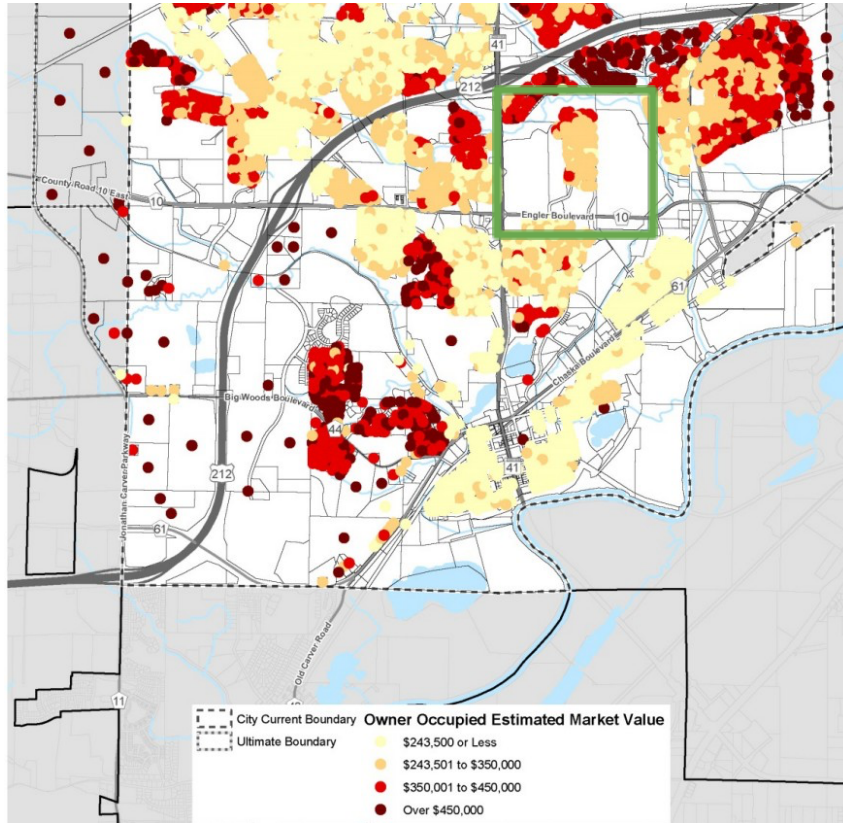 41
212
County Road 10 East
10
Engler Boulevard
10
61
Chaska Boulevard
Big Woods Boulevard
44
41
212
Jonathan Carver Parkway
61
Old Carver Road
11
City Current Boundary
Ultimate Boundary
Owner Occupied Estimated Market Value
$243,500 or Less
$243,501 to $350,000
$350,001 to $450,000
Over $450,000